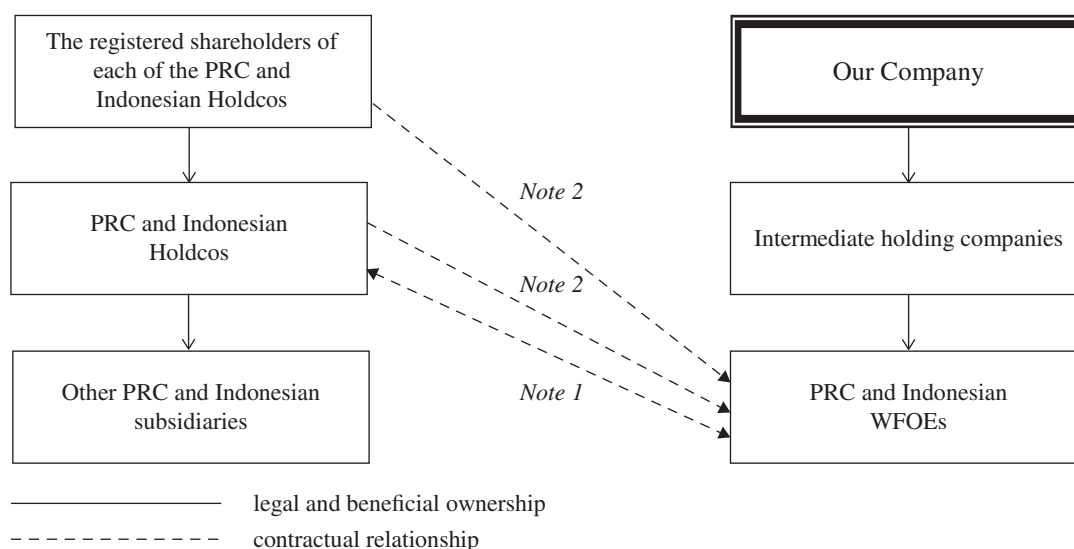 The registered shareholders of
each of the PRC and
Indonesian Holdcos
Our Company
Note 2
PRC and Indonesian
Holdcos
Intermediate holding companies
Note 2
Other PRC and Indonesian
subsidiaries
Note 1
PRC and Indonesian
WFOEs
legal and beneficial ownership
contractual relationship